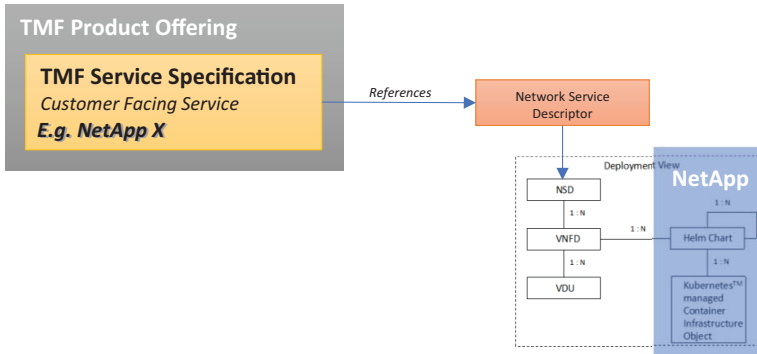 TMF Product Offering
TMF Service Specification
Customer Facing Service
E.g. NetApp X
References
Network Service
Descriptor
Deployment View
NetApp
NSD
1 : N
1 : N
VNFD
1 : N
Helm Chart
1 : N
1 : N
VDU
Kubernetes™
managed
Container
Infrastructure
Object